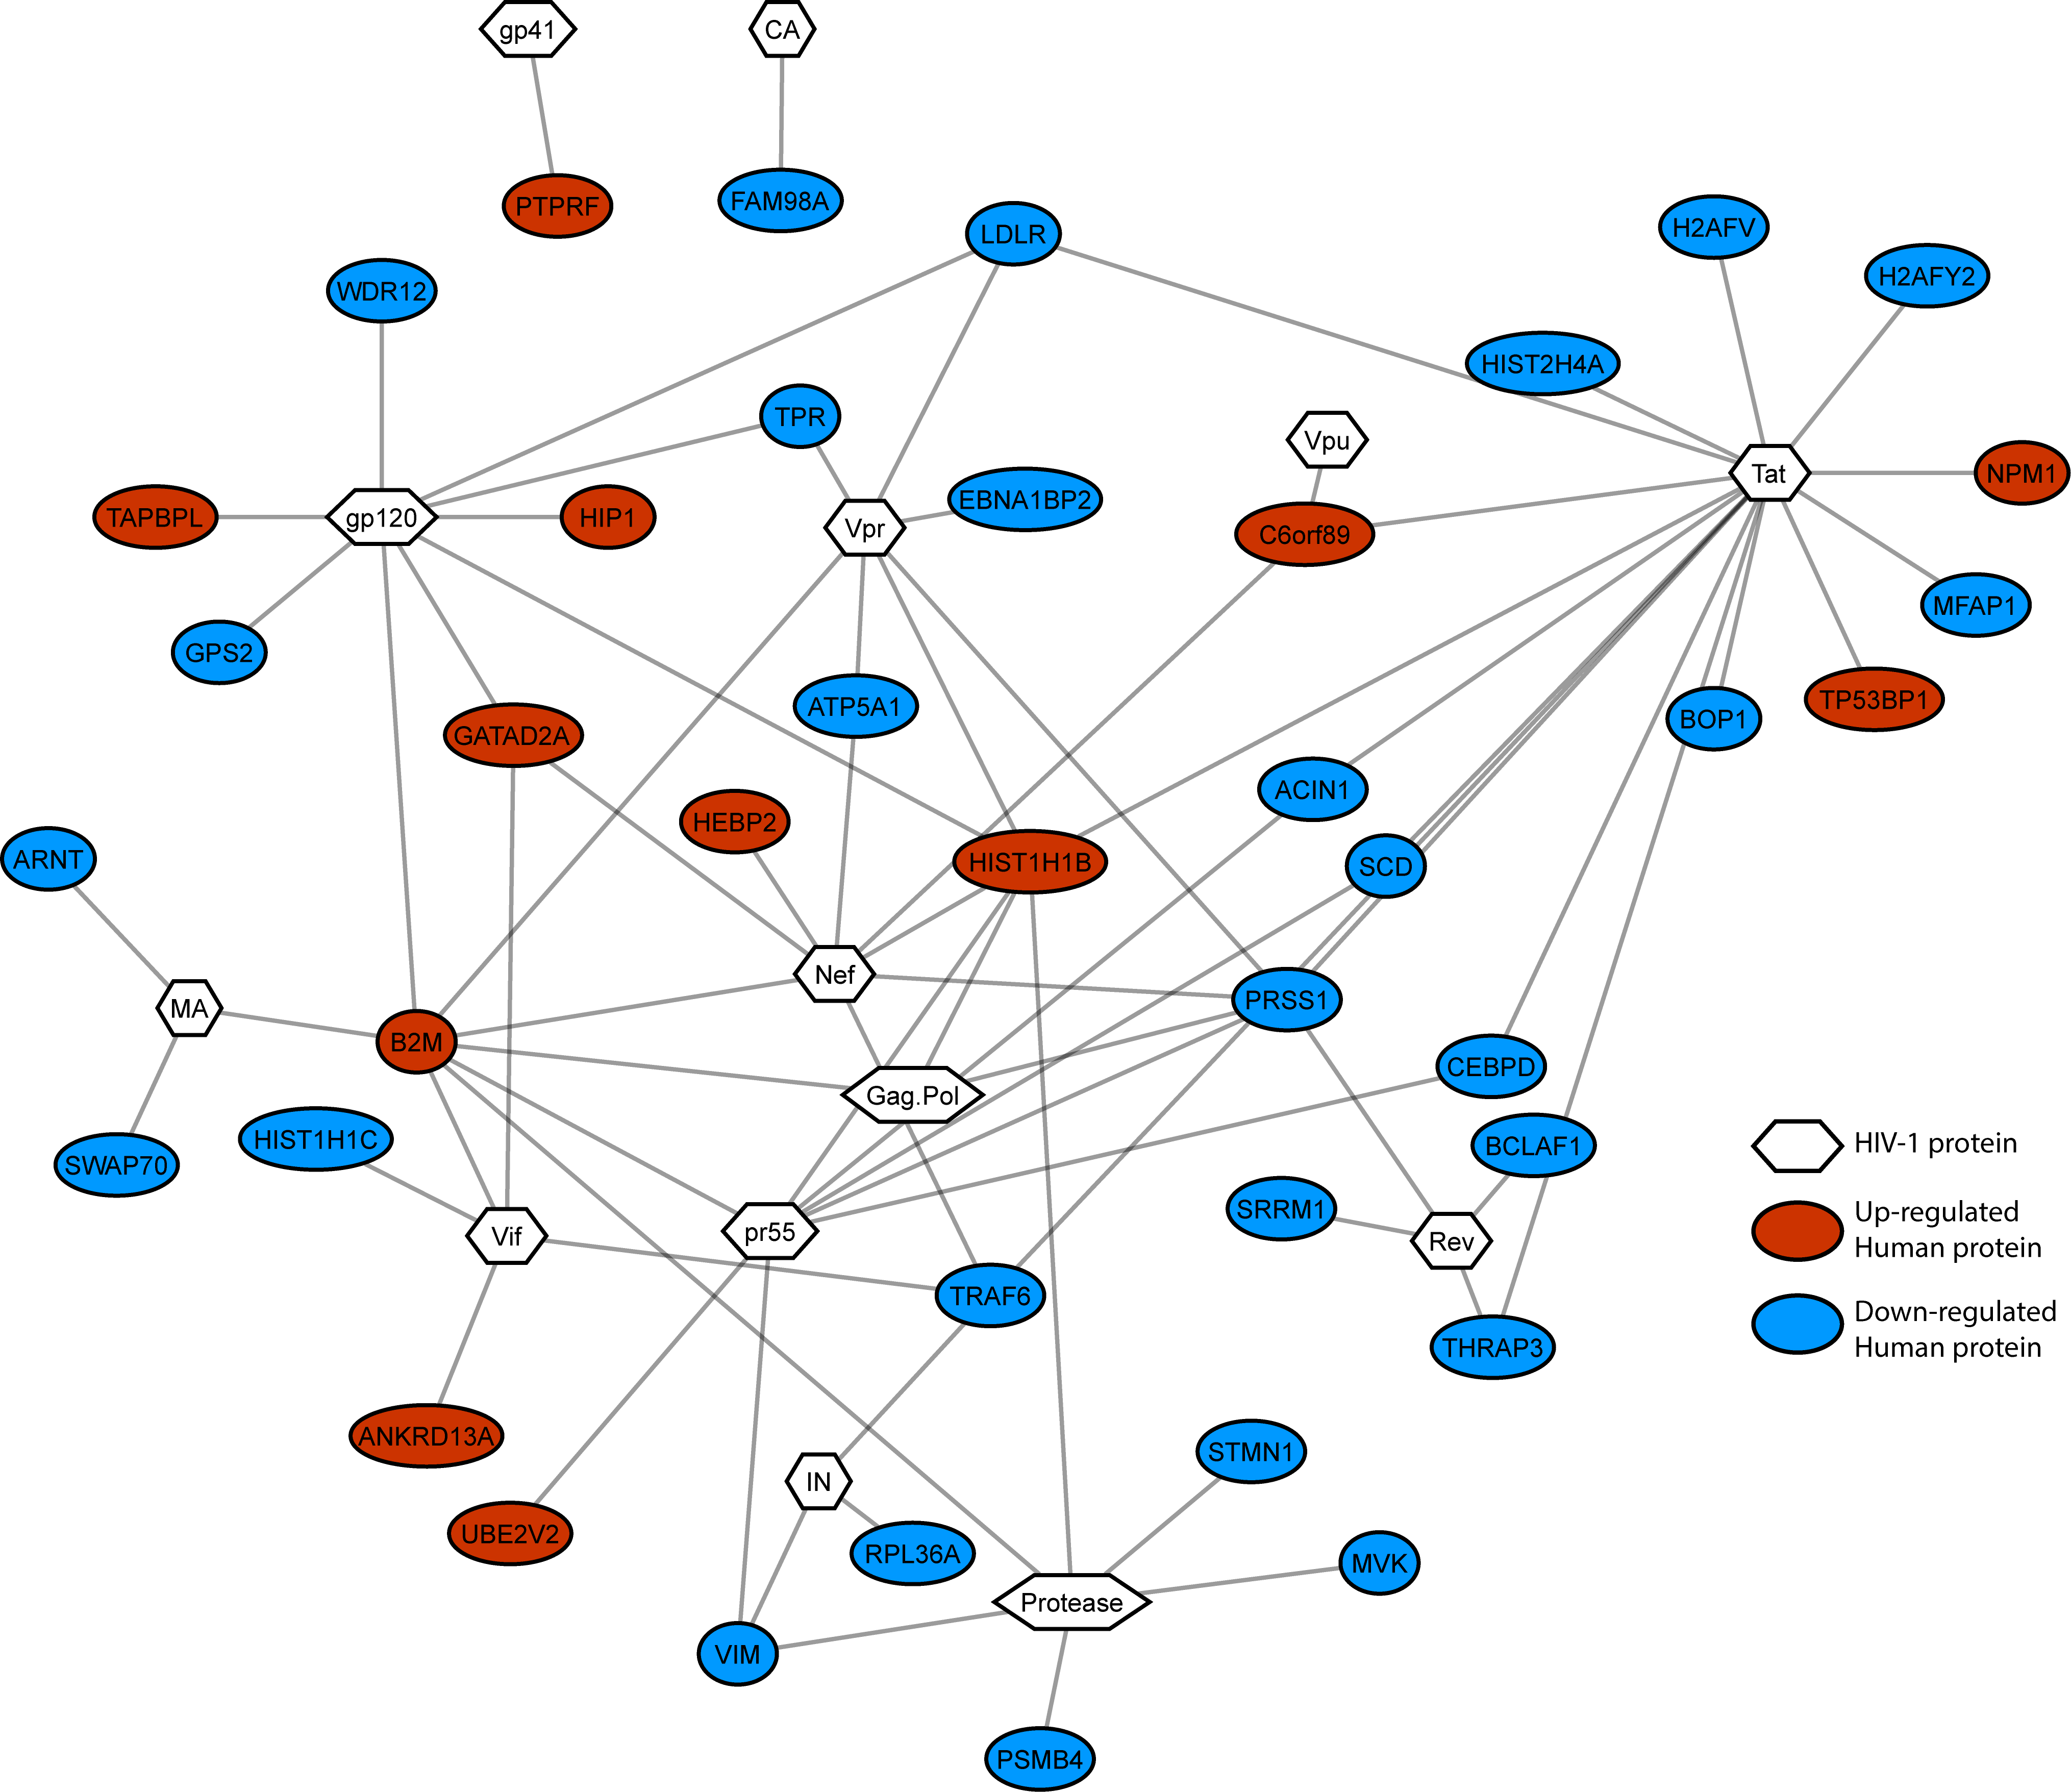 gp41
CA
PTPRF
FAM98A
LDLR
H2AFV
H2AFY2
WDR12
HIST2H4A
TPR
Vpu
Tat
NPM1
EBNA1BP2
TAPBPL
gp120
HIP1
Vpr
C6orf89
MFAP1
GPS2
TP53BP1
ATP5A1
BOP1
GATAD2A
ACIN1
HEBP2
ARNT
HIST1H1B
SCD
Nef
PRSS1
MA
B2M
CEBPD
Gag.Pol
HIST1H1C
BCLAF1
HIV-1 protein
SWAP70
SRRM1
Up-regulated
Human protein
Vif
pr55
Rev
TRAF6
Down-regulated
Human protein
THRAP3
ANKRD13A
STMN1
IN
UBE2V2
RPL36A
MVK
Protease
VIM
PSMB4